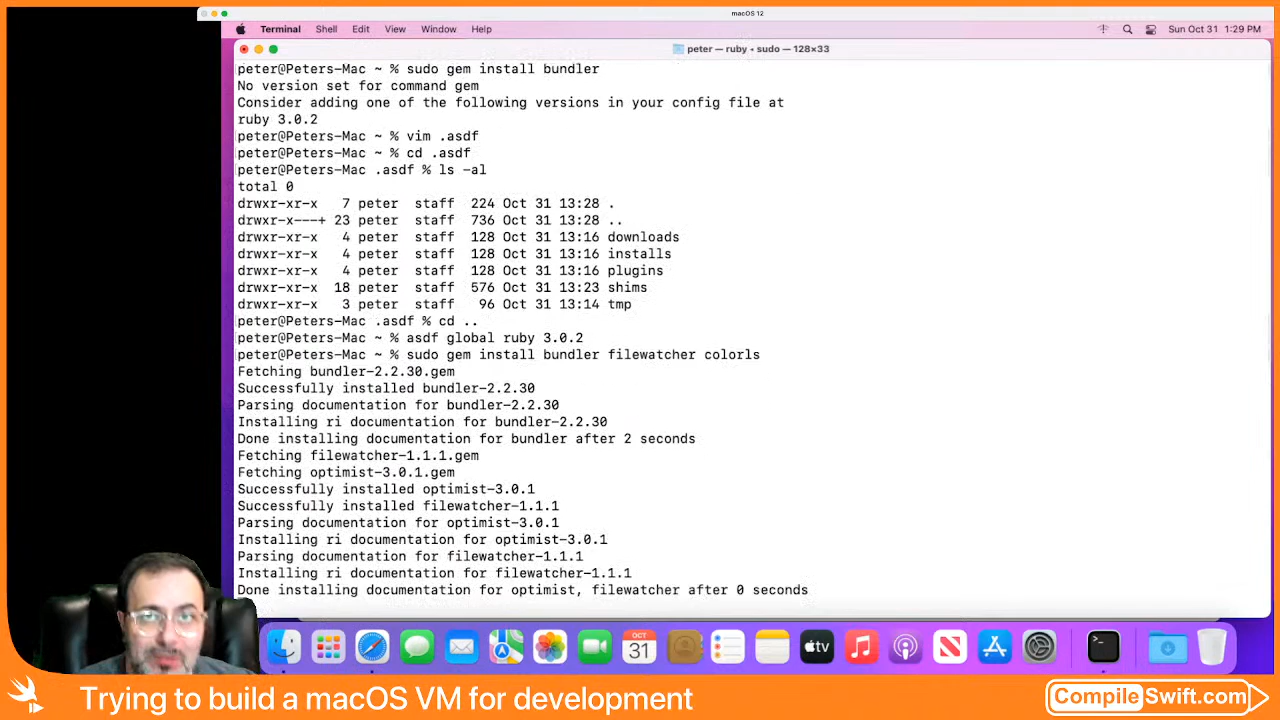 macOS 12
Terminal Shell Edit View Window Help Sun Oct 31 1:29 PM
peter — ruby • sudo — 128×33
peter@Peters-Mac ~ % sudo gem install bundler
No version set for command gem
Consider adding one of the following versions in your config file at
ruby 3.0.2
peter@Peters-Mac ~ % vim .asdf
peter@Peters-Mac ~ % cd .asdf
peter@Peters-Mac .asdf % ls -al
total 0
drwxr-xr-x   7 peter  staff  224 Oct 31 13:28 .
drwxr-x---+ 23 peter  staff  736 Oct 31 13:28 ..
drwxr-xr-x   4 peter  staff  128 Oct 31 13:16 downloads
drwxr-xr-x   4 peter  staff  128 Oct 31 13:16 installs
drwxr-xr-x   4 peter  staff  128 Oct 31 13:16 plugins
drwxr-xr-x  18 peter  staff  576 Oct 31 13:23 shims
drwxr-xr-x   3 peter  staff   96 Oct 31 13:14 tmp
peter@Peters-Mac .asdf % cd ..
peter@Peters-Mac ~ % asdf global ruby 3.0.2
peter@Peters-Mac ~ % sudo gem install bundler filewatcher colorls
Fetching bundler-2.2.30.gem
Successfully installed bundler-2.2.30
Parsing documentation for bundler-2.2.30
Installing ri documentation for bundler-2.2.30
Done installing documentation for bundler after 2 seconds
Fetching filewatcher-1.1.1.gem
Fetching optimist-3.0.1.gem
Successfully installed optimist-3.0.1
Successfully installed filewatcher-1.1.1
Parsing documentation for optimist-3.0.1
Installing ri documentation for optimist-3.0.1
Parsing documentation for filewatcher-1.1.1
Installing ri documentation for filewatcher-1.1.1
Done installing documentation for optimist, filewatcher after 0 seconds
OCT
31
tv
>_
Trying to build a macOS VM for development
CompileSwift.com